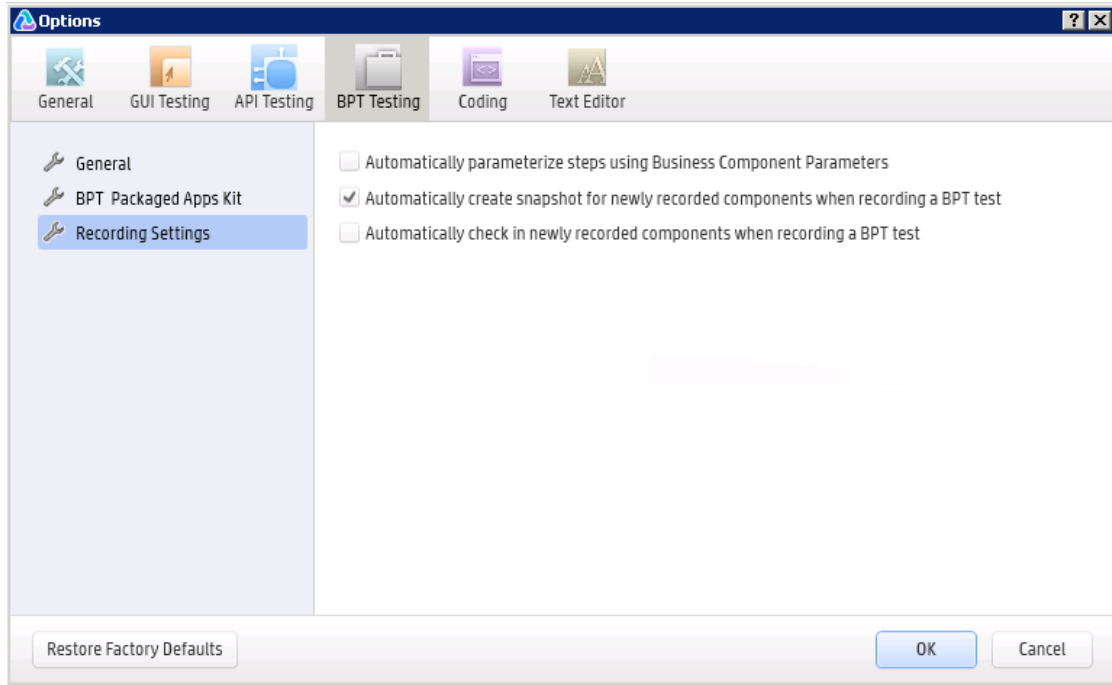 Options
General
GUI Testing
API Testing
BPT Testing
Coding
Text Editor
General
BPT Packaged Apps Kit
Recording Settings
Automatically parameterize steps using Business Component Parameters
Automatically create snapshot for newly recorded components when recording a BPT test
Automatically check in newly recorded components when recording a BPT test
Restore Factory Defaults
OK
Cancel